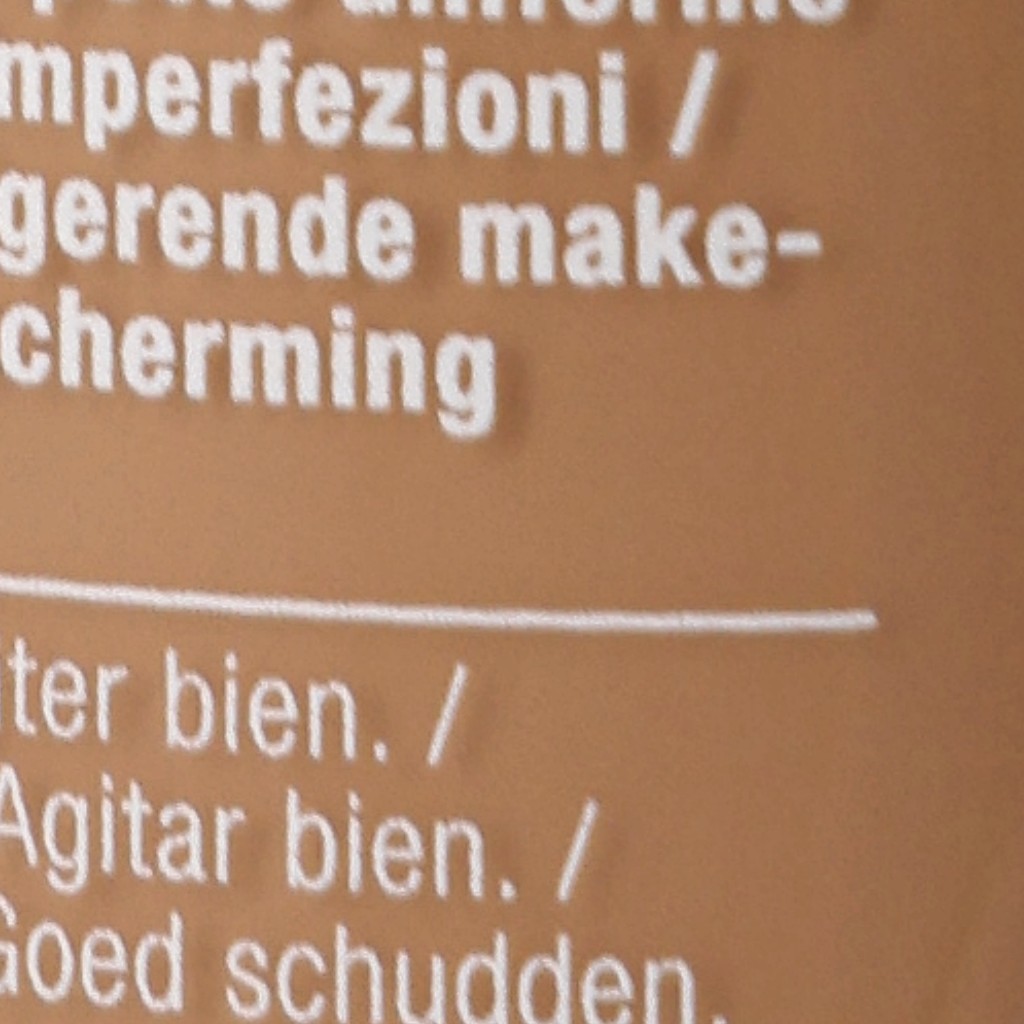 mperfezioni /
gerende make-
cherming
ter bien. /
Agitar bien. /
Goed schudden.